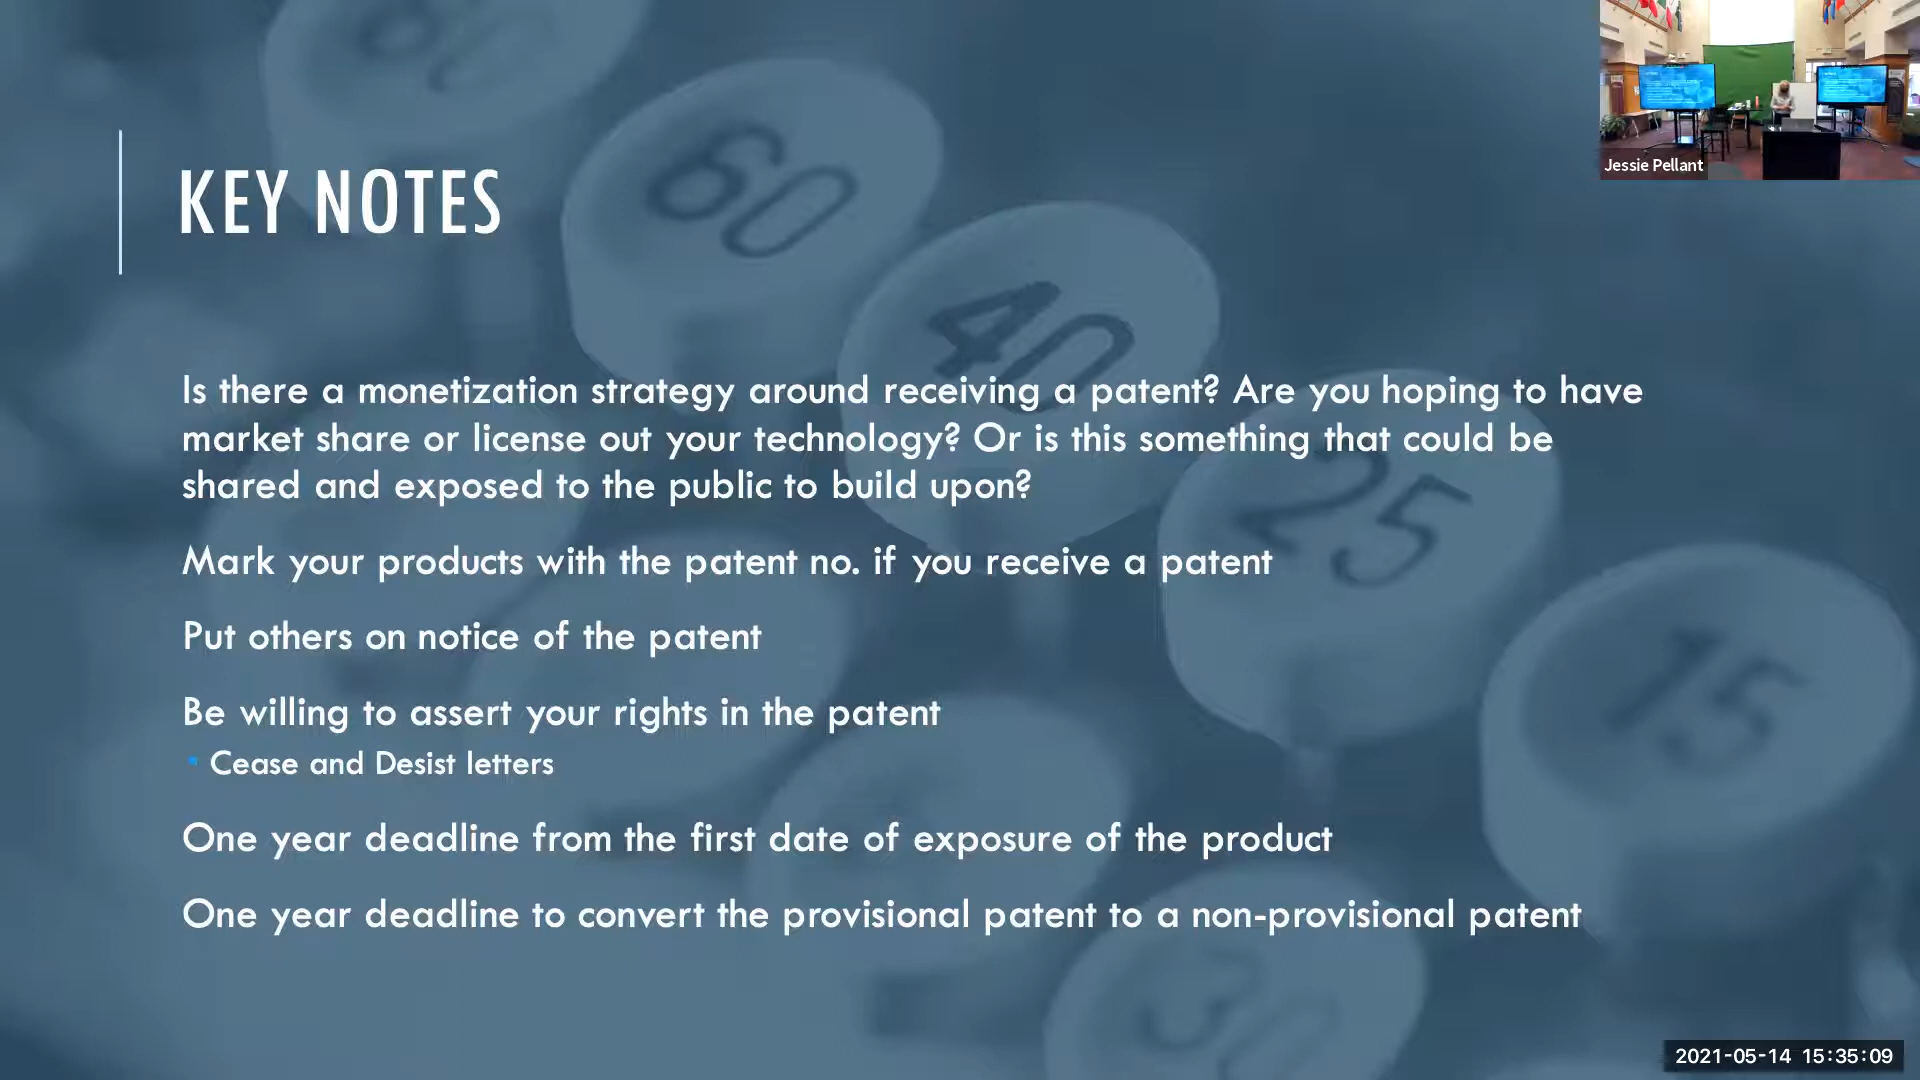 Jessie Pellant
KEY NOTES
60
40
25
15
30
Is there a monetization strategy around receiving a patent? Are you hoping to have
market share or license out your technology? Or is this something that could be
shared and exposed to the public to build upon?
Mark your products with the patent no. if you receive a patent
Put others on notice of the patent
Be willing to assert your rights in the patent
Cease and Desist letters
One year deadline from the first date of exposure of the product
One year deadline to convert the provisional patent to a non-provisional patent
2021-05-14 15:35:09